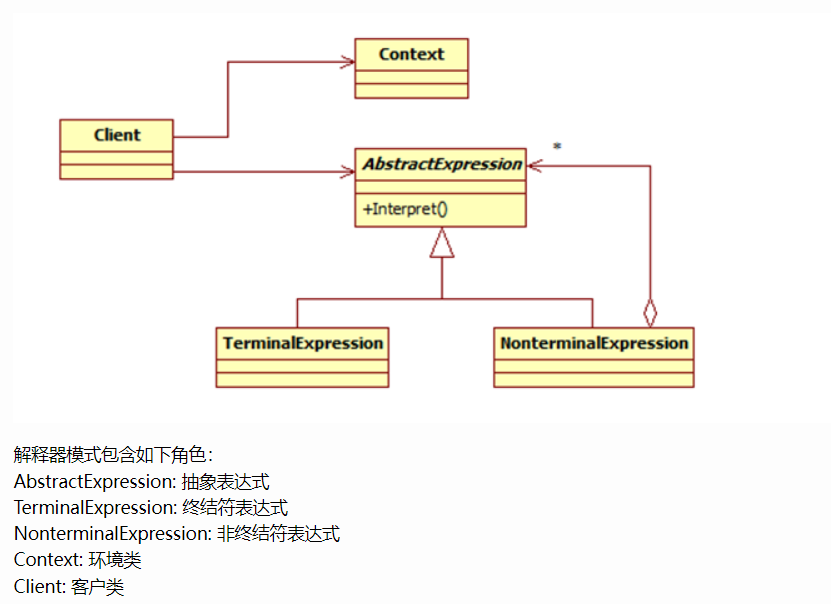 Context
Client
*
AbstractExpression
+Interpret()
TerminalExpression
NonterminalExpression
解释器模式包含如下角色：
AbstractExpression: 抽象表达式
TerminalExpression: 终结符表达式
NonterminalExpression: 非终结符表达式
Context: 环境类
Client: 客户类